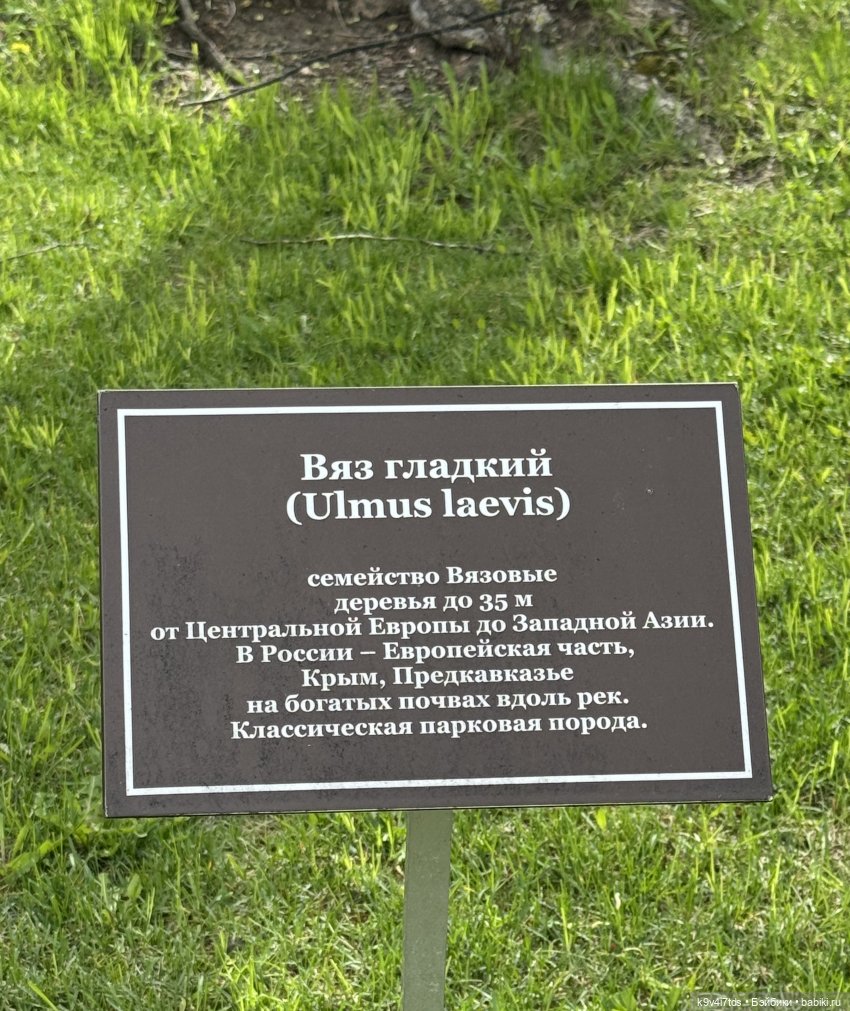 Вяз гладкий
(Ulmus laevis)
семейство Вязовые
деревья до 35 м
от Центральной Европы до Западной Азии.
В России – Европейская часть,
Крым, Предкавказье
на богатых почвах вдоль рек.
Классическая парковая порода.
k9v4i7tds • Бэйбики • babiki.ru